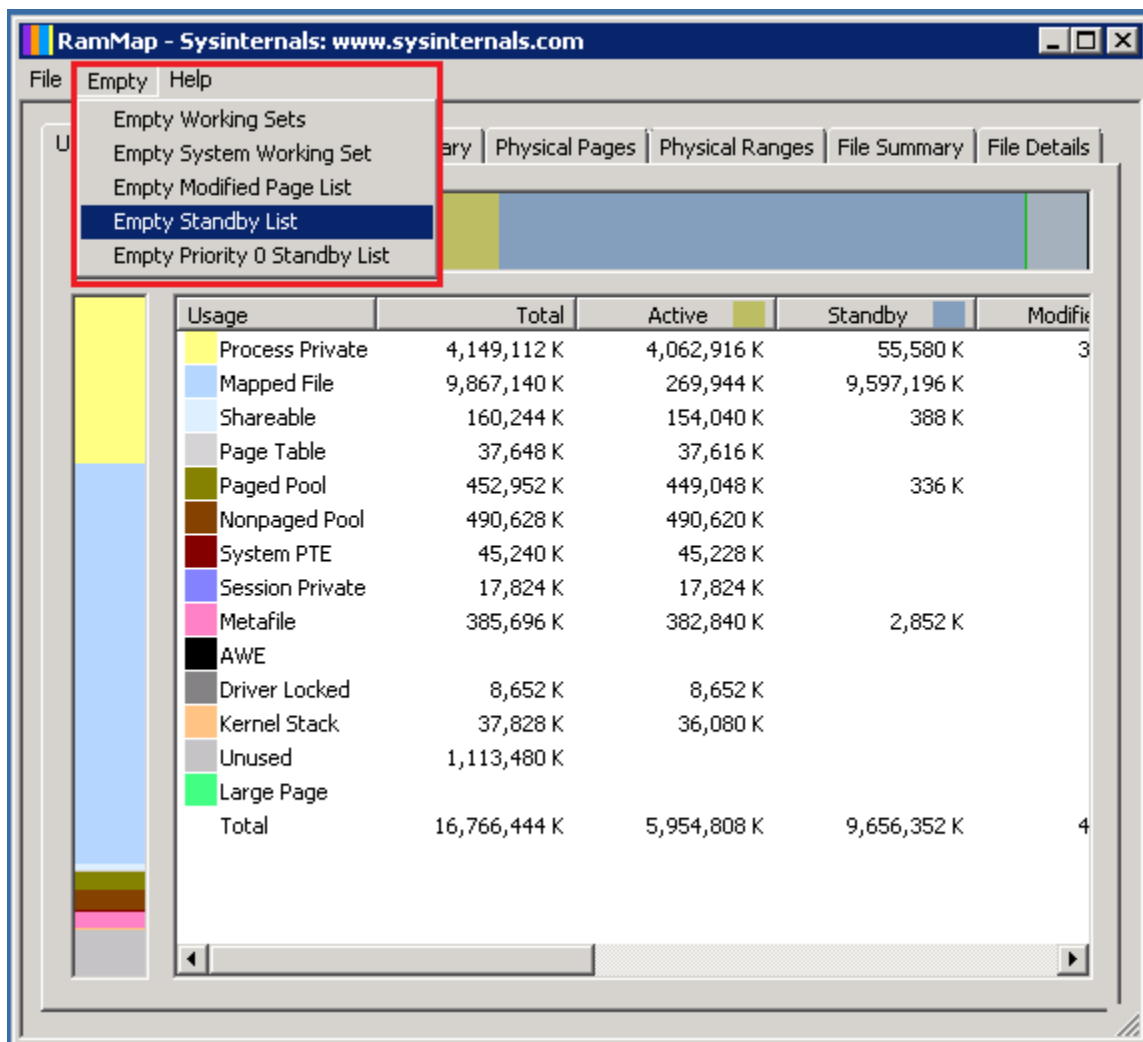 RamMap - Sysinternals: www.sysinternals.com
File Empty Help
Empty Working Sets
Empty System Working Set
Empty Modified Page List
Empty Standby List
Empty Priority 0 Standby List
U ary Physical Pages Physical Ranges File Summary File Details
Usage Total Active Standby Modifie
Process Private 4,149,112 K 4,062,916 K 55,580 K 3
Mapped File 9,867,140 K 269,944 K 9,597,196 K
Shareable 160,244 K 154,040 K 388 K
Page Table 37,648 K 37,616 K
Paged Pool 452,952 K 449,048 K 336 K
Nonpaged Pool 490,628 K 490,620 K
System PTE 45,240 K 45,228 K
Session Private 17,824 K 17,824 K
Metafile 385,696 K 382,840 K 2,852 K
AWE
Driver Locked 8,652 K 8,652 K
Kernel Stack 37,828 K 36,080 K
Unused 1,113,480 K
Large Page
Total 16,766,444 K 5,954,808 K 9,656,352 K 4